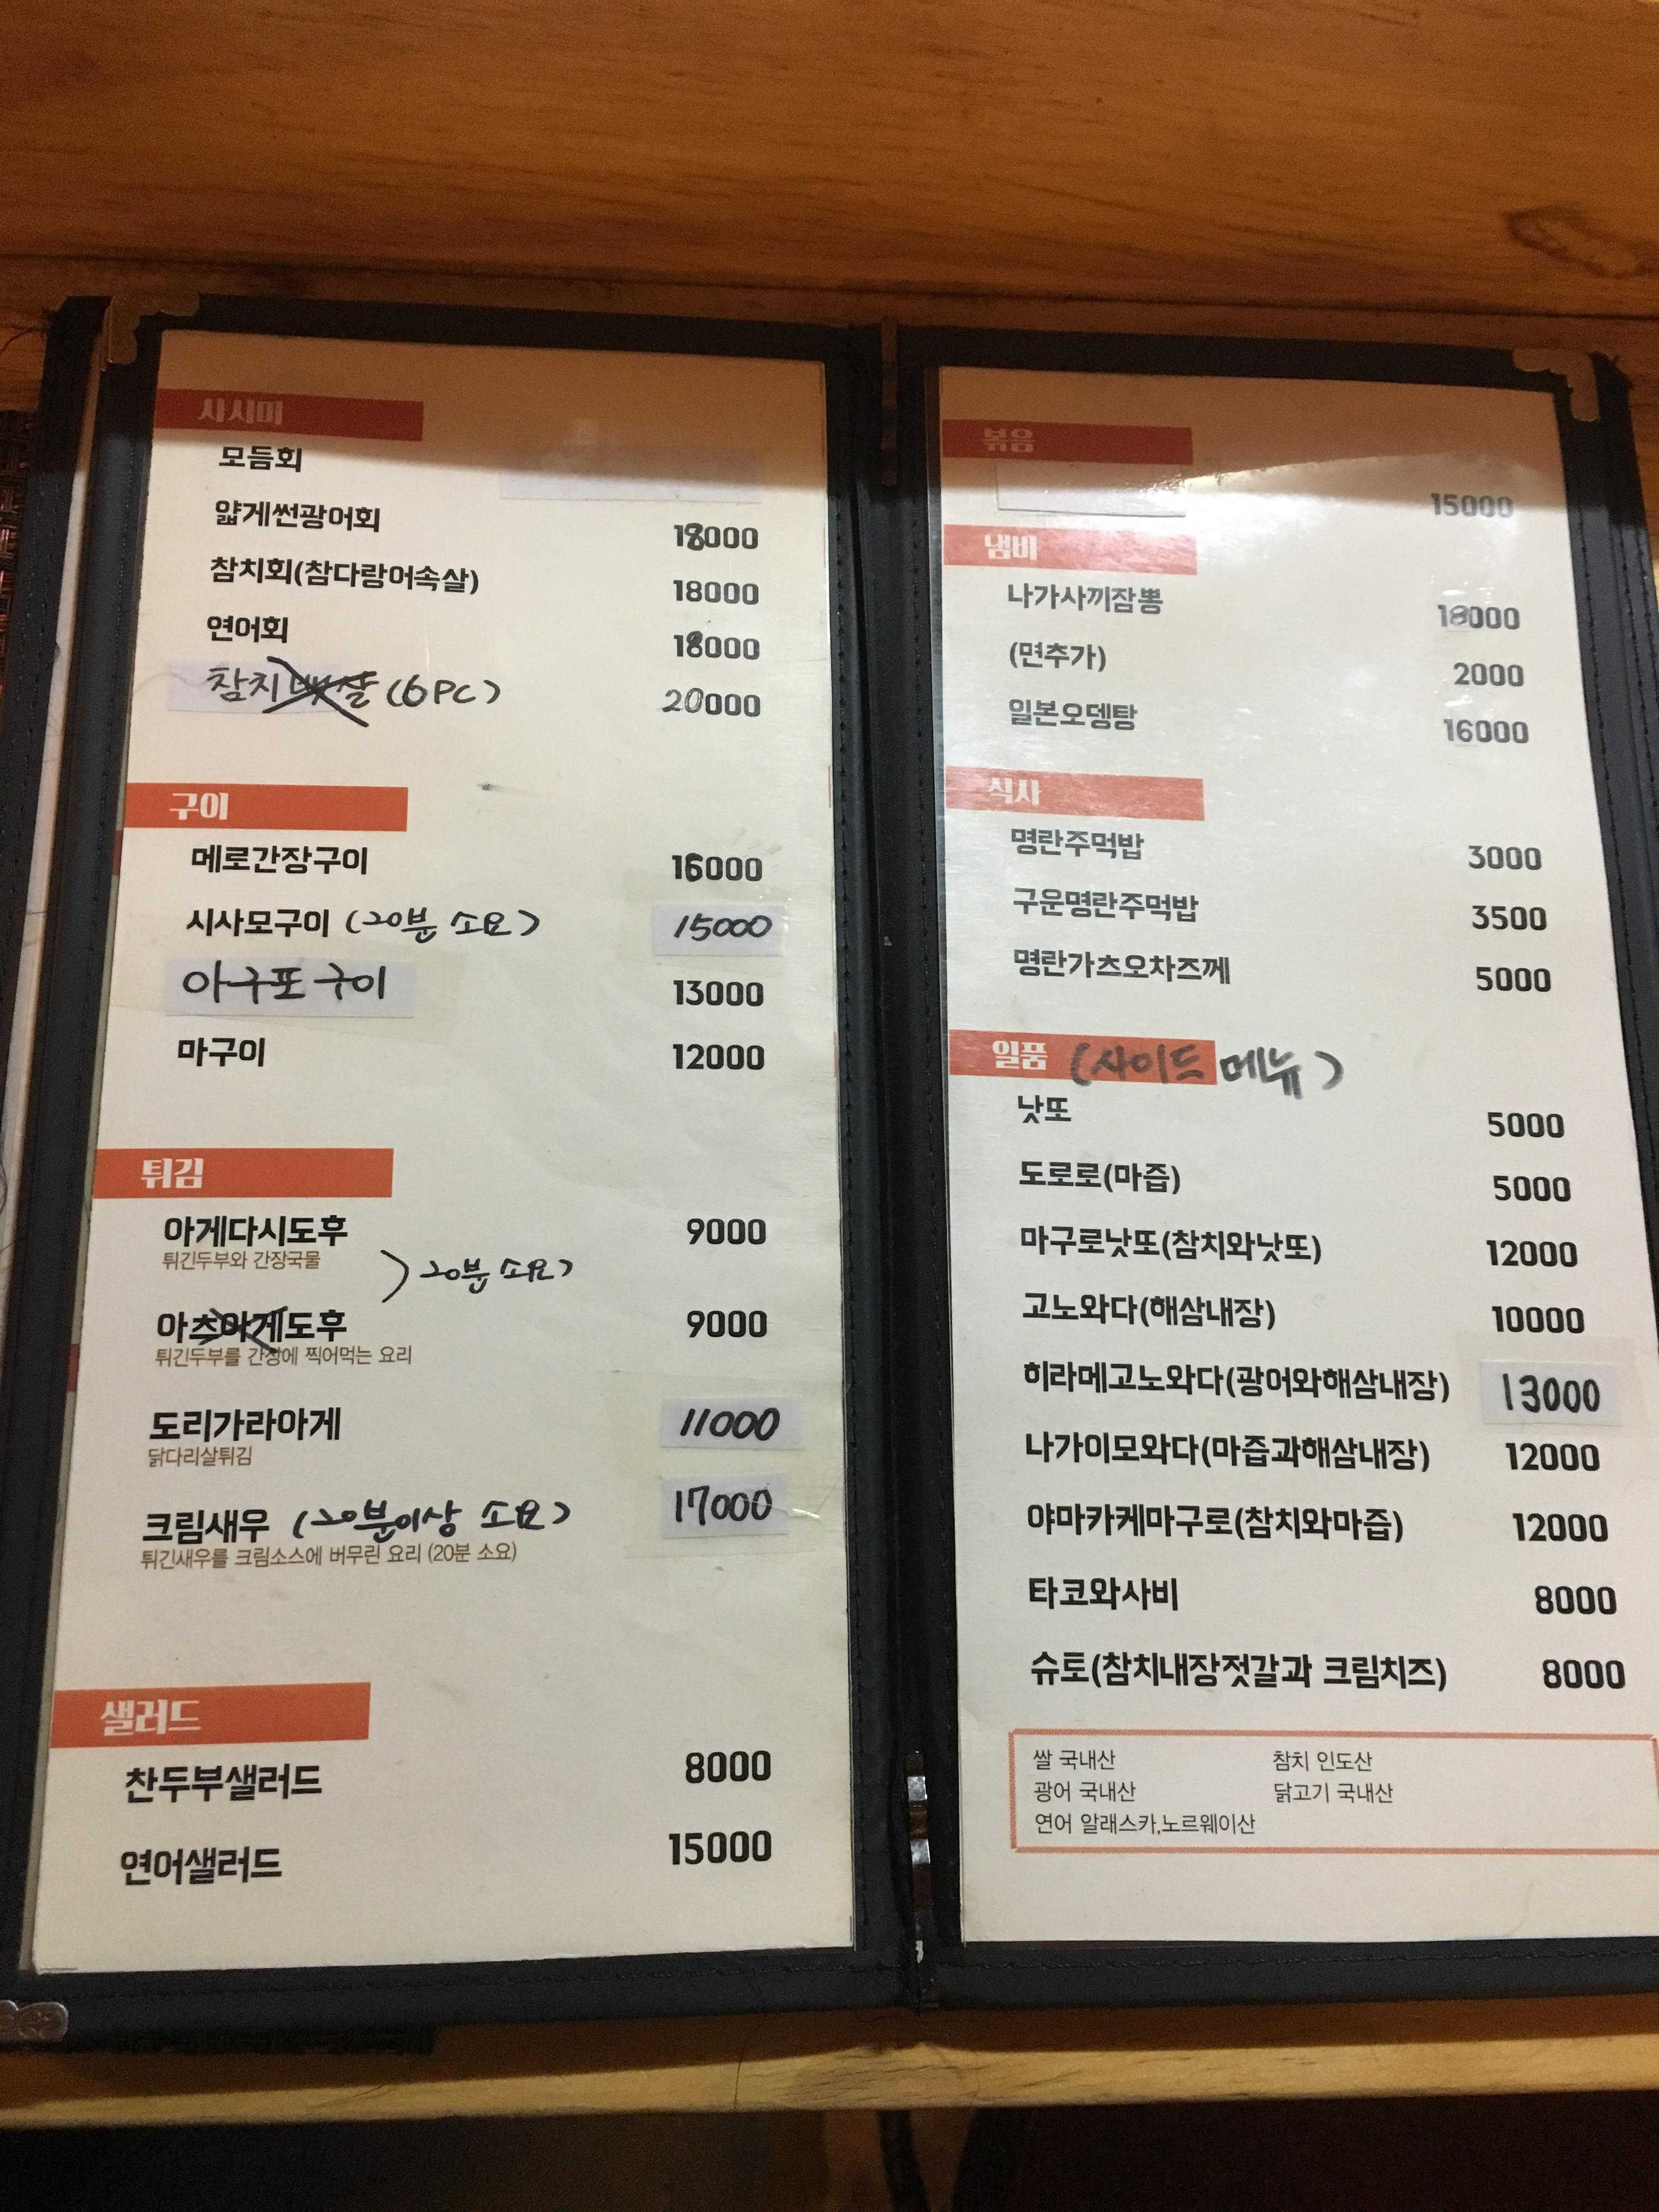 사시미
모듬회
얇게썬광어회 18000
참치회(참다랑어속살) 18000
연어회 18000
참치뱃살 (6PC) 20000
구이
메로간장구이 16000
시사모구이 (20분 소요) 15000
아구포구이 13000
마구이 12000
튀김
아게다시도후 9000
튀긴두부와 간장국물
20분 소요)
아츠아게도후 9000
튀긴두부를 간장에 찍어먹는 요리
도리가라아게 11000
닭다리살튀김
크림새우 (20분이상 소요) 17000
튀긴새우를 크림소스에 버무린 요리 (20분 소요)
샐러드
찬두부샐러드 8000
연어샐러드 15000
볶음
15000
냄비
나가사끼잠뽕 18000
(면추가) 2000
일본오뎅탕 16000
식사
명란주먹밥 3000
구운명란주먹밥 3500
명란가츠오차즈께 5000
일품 (사이드 메뉴)
낫또 5000
도로로(마즙) 5000
마구로낫또(참치와낫또) 12000
고노와다(해삼내장) 10000
히라메고노와다(광어와해삼내장) 13000
나가이모와다(마즙과해삼내장) 12000
야마카케마구로(참치와마즙) 12000
타코와사비 8000
슈토(참치내장젓갈과 크림치즈) 8000
쌀 국내산 참치 인도산
광어 국내산 닭고기 국내산
연어 알래스카,노르웨이산